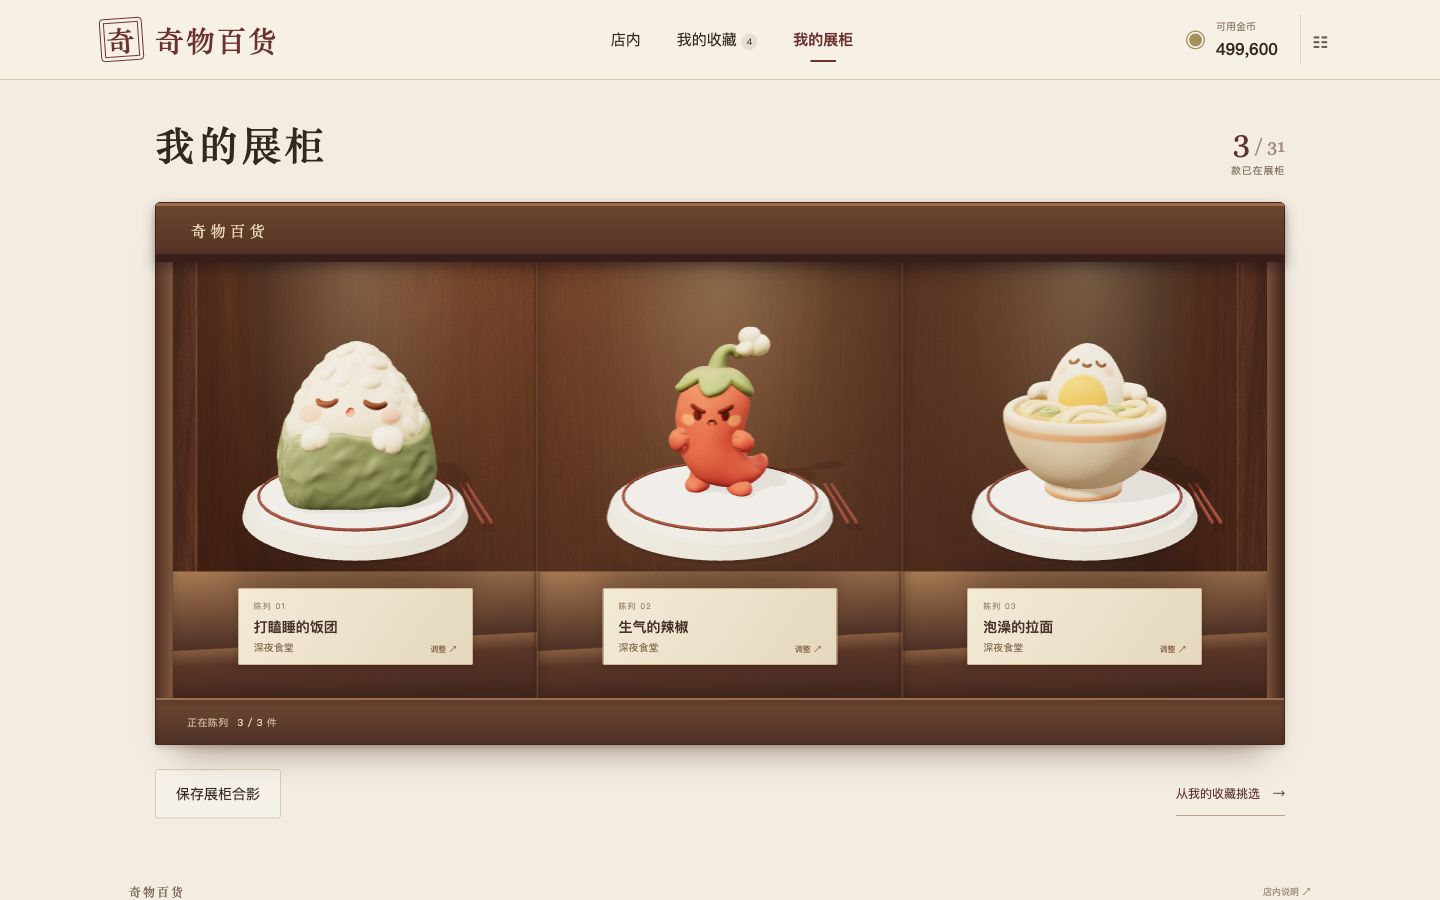 奇 奇物百货
店内 我的收藏 4 我的展柜
可用金币
499,600
我的展柜
3 / 31
款已在展柜
奇物百货
陈列 01
打瞌睡的饭团
深夜食堂 调整 ↗
陈列 02
生气的辣椒
深夜食堂 调整 ↗
陈列 03
泡澡的拉面
深夜食堂 调整 ↗
正在陈列 3 / 3 件
保存展柜合影
从我的收藏挑选 →
奇物百货
店内说明 ↗